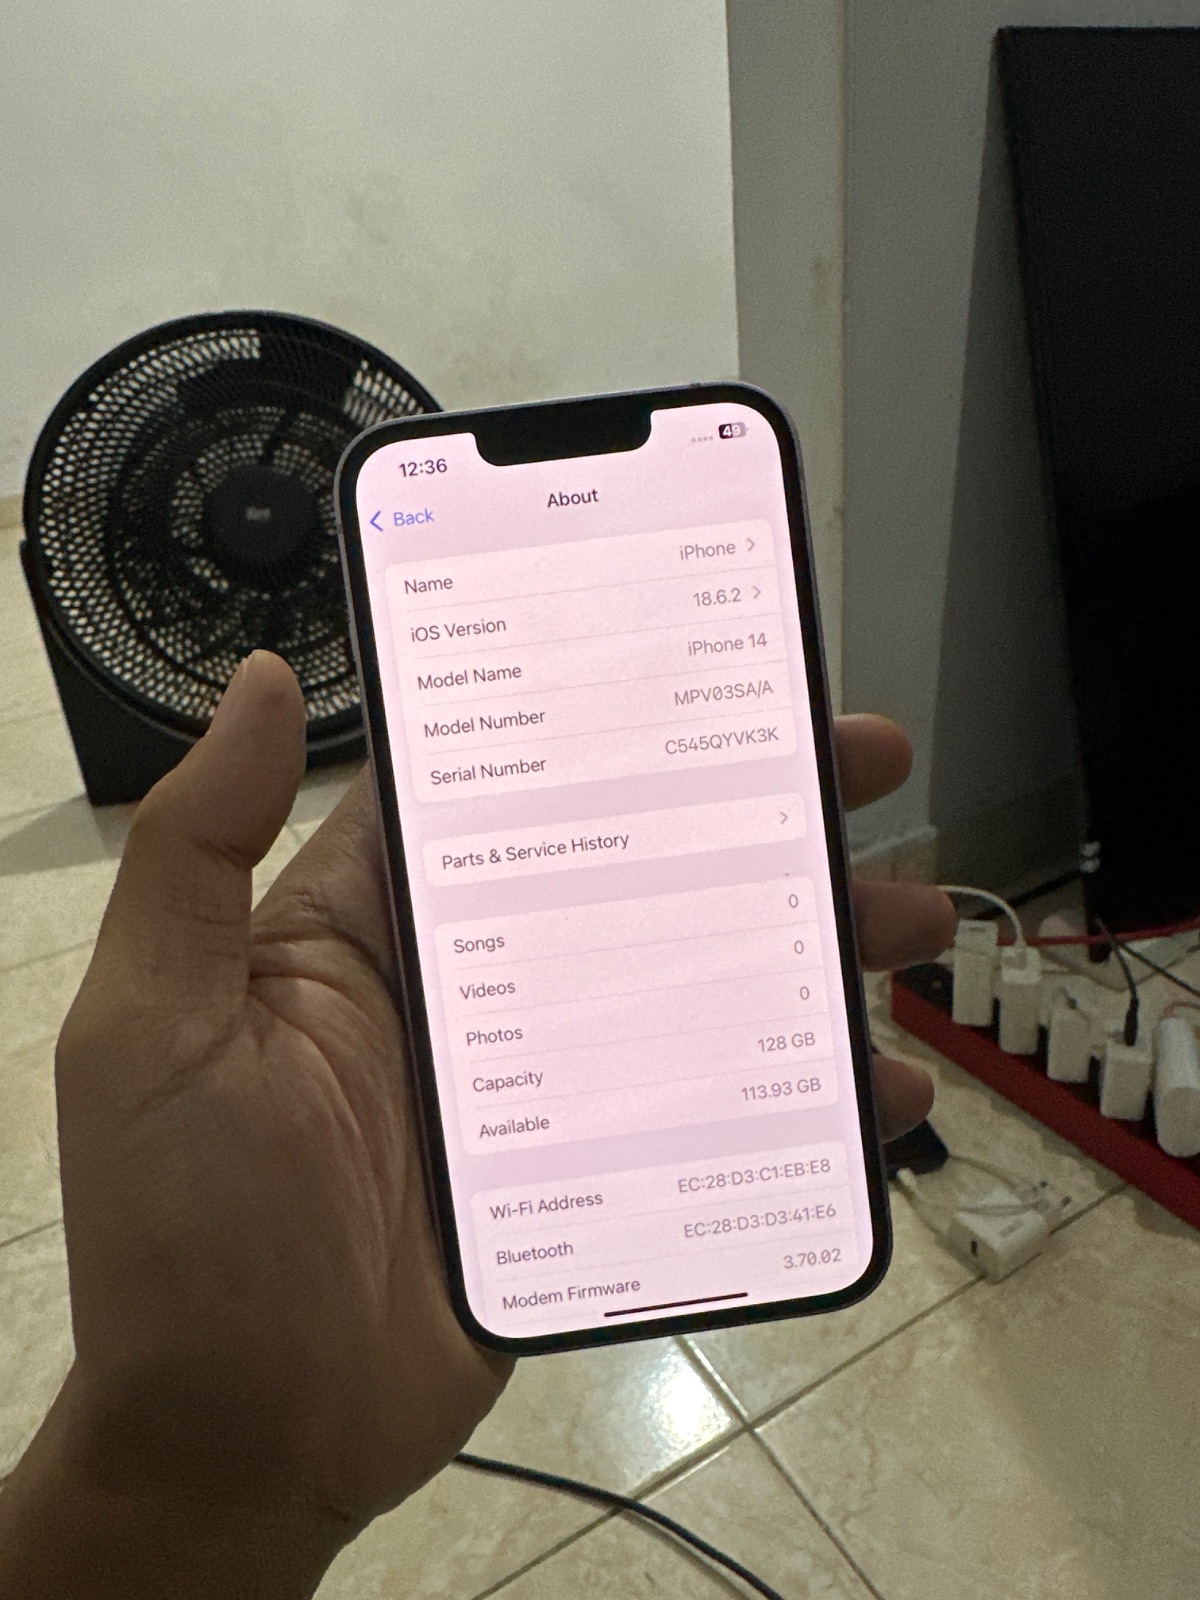 12:36
49
Back
About
Name iPhone
iOS Version 18.6.2
Model Name iPhone 14
Model Number MPV03SA/A
Serial Number C545QYVK3K
Parts & Service History
Songs 0
Videos 0
Photos 0
Capacity 128 GB
Available 113.93 GB
Wi-Fi Address EC:28:D3:C1:EB:E8
Bluetooth EC:28:D3:D3:41:E6
Modem Firmware 3.70.02